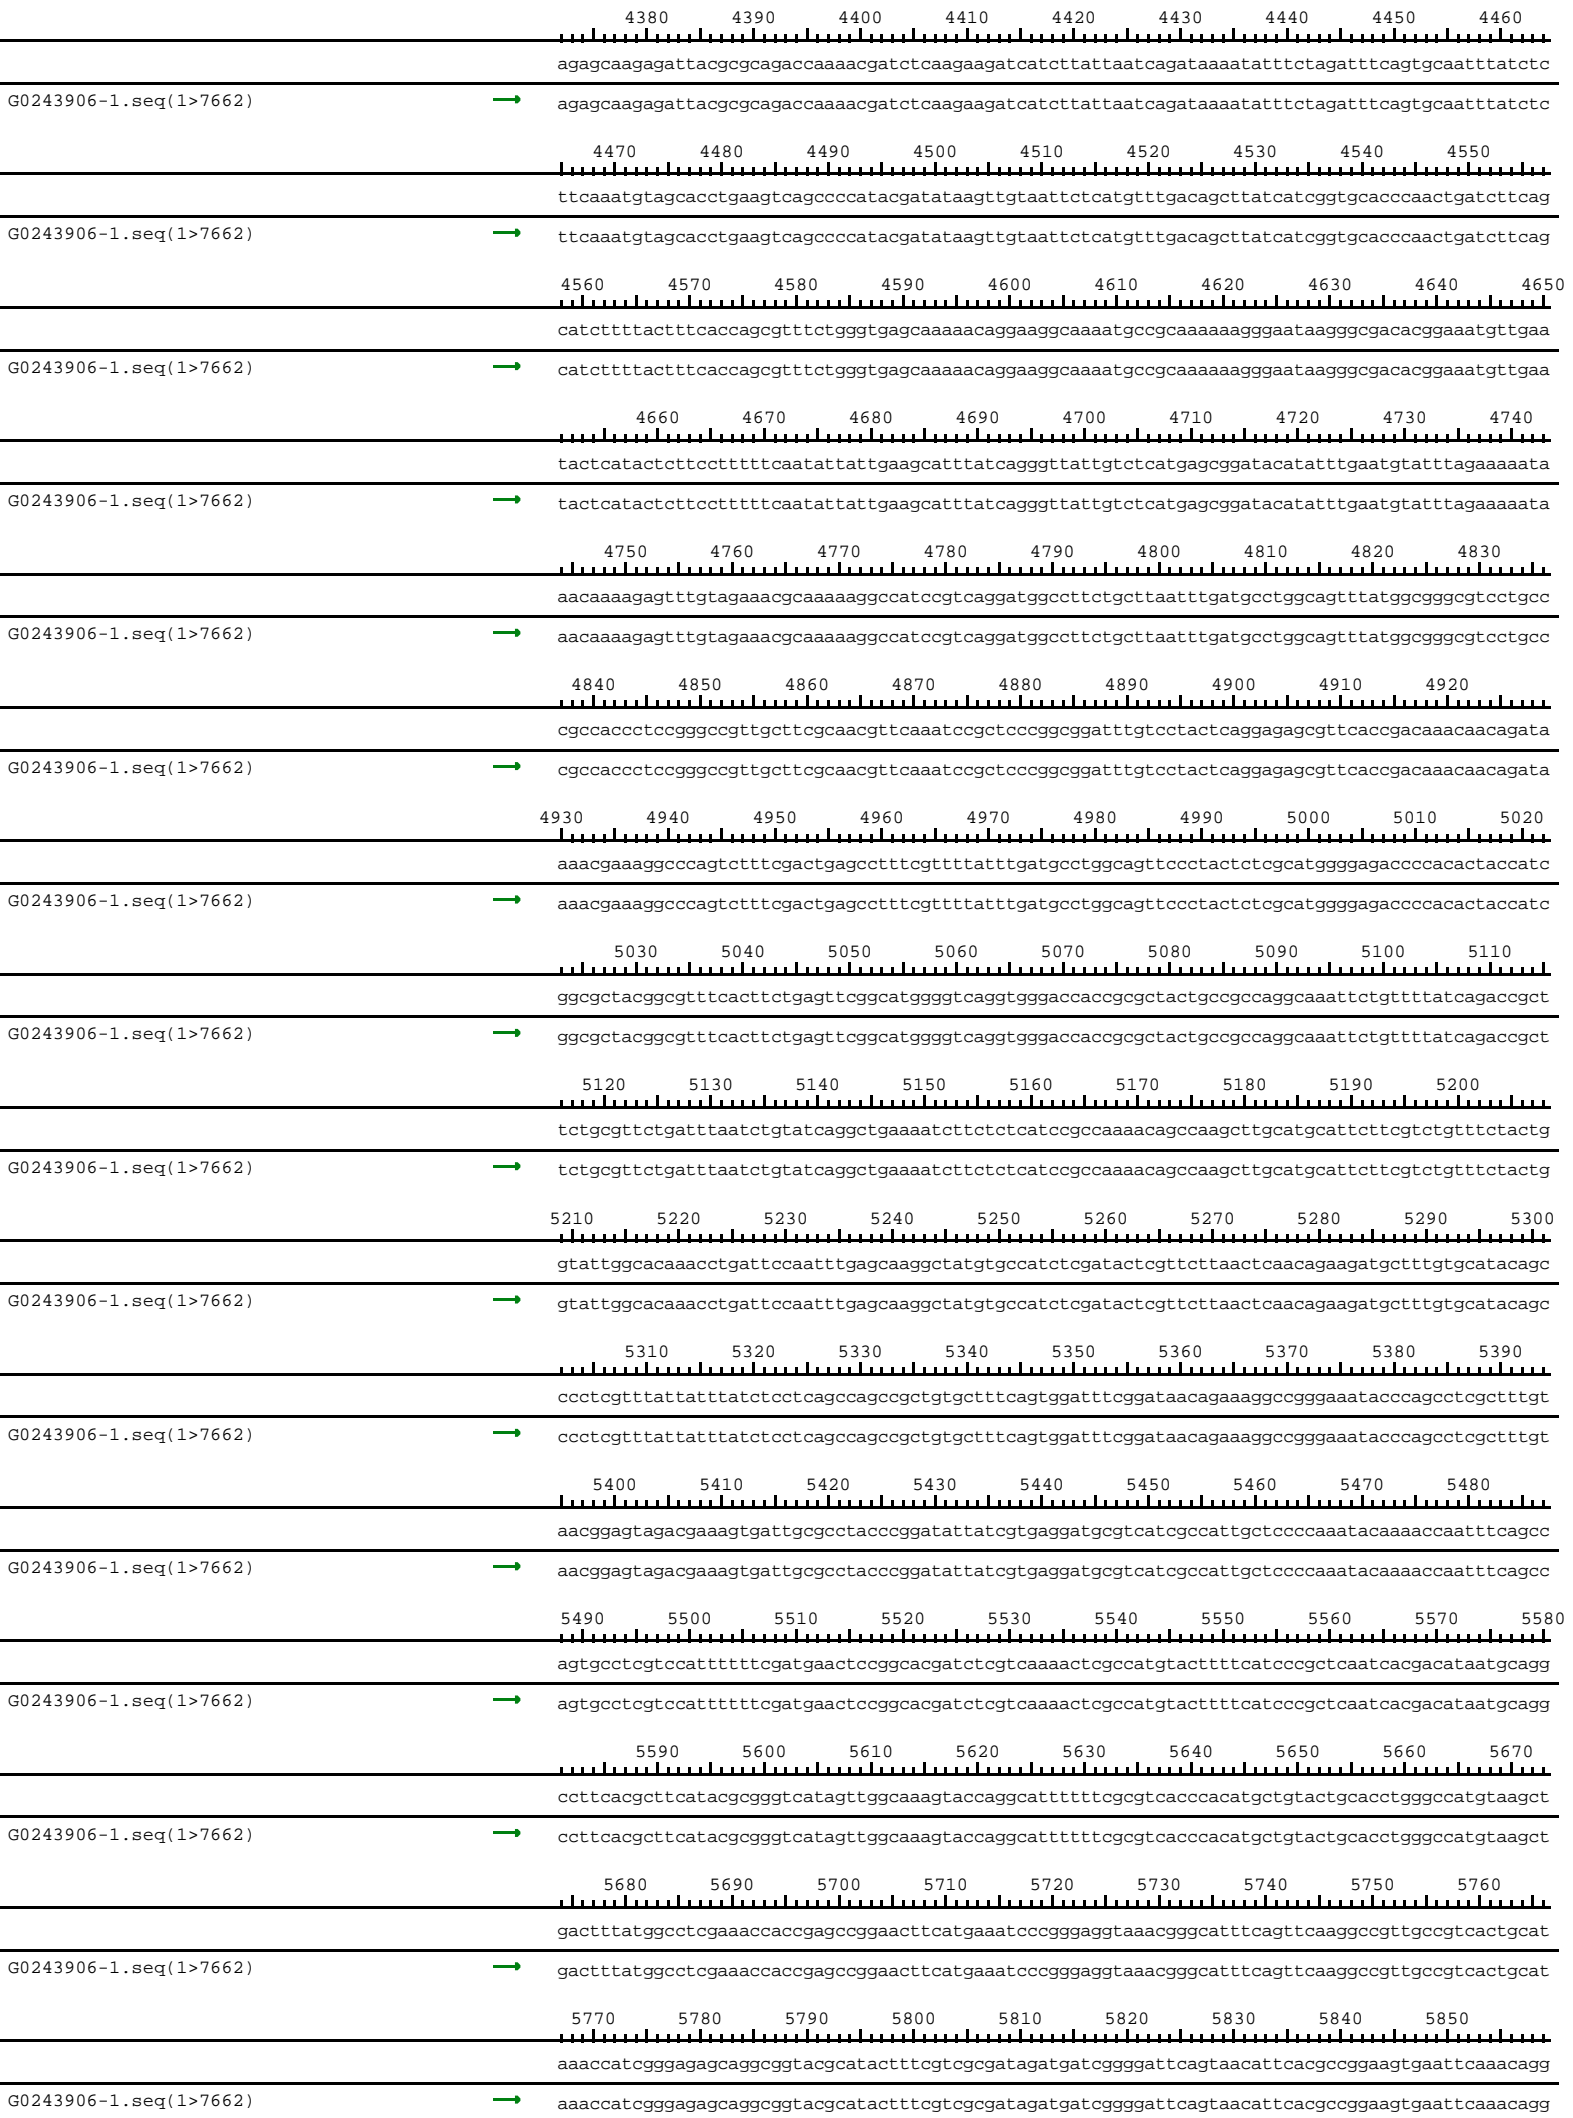 4380 4390 4400 4410 4420 4430 4440 4450 4460
agagcaagagattacgcgcagaccaaaacgatctcaagaagatcatcttattaatcagataaaatatttctagatttcagtgcaatttatctc
G0243906-1.seq(1>7662) agagcaagagattacgcgcagaccaaaacgatctcaagaagatcatcttattaatcagataaaatatttctagatttcagtgcaatttatctc
4470 4480 4490 4500 4510 4520 4530 4540 4550
ttcaaatgtagcacctgaagtcagccccatacgatataagttgtaattctcatgtttgacagcttatcatcggtgcacccaactgatcttcag
G0243906-1.seq(1>7662) ttcaaatgtagcacctgaagtcagccccatacgatataagttgtaattctcatgtttgacagcttatcatcggtgcacccaactgatcttcag
4560 4570 4580 4590 4600 4610 4620 4630 4640 4650
catcttttactttcaccagcgtttctgggtgagcaaaaacaggaaggcaaaatgccgcaaaaaagggaataagggcgacacggaaatgttgaa
G0243906-1.seq(1>7662) catcttttactttcaccagcgtttctgggtgagcaaaaacaggaaggcaaaatgccgcaaaaaagggaataagggcgacacggaaatgttgaa
4660 4670 4680 4690 4700 4710 4720 4730 4740
tactcatactcttcctttttcaatattattgaagcatttatcagggttattgtctcatgagcggatacatatttgaatgtatttagaaaaata
G0243906-1.seq(1>7662) tactcatactcttcctttttcaatattattgaagcatttatcagggttattgtctcatgagcggatacatatttgaatgtatttagaaaaata
4750 4760 4770 4780 4790 4800 4810 4820 4830
aacaaaagagtttgtagaaacgcaaaaaggccatccgtcaggatggccttctgcttaatttgatgcctggcagtttatggcgggcgtcctgcc
G0243906-1.seq(1>7662) aacaaaagagtttgtagaaacgcaaaaaggccatccgtcaggatggccttctgcttaatttgatgcctggcagtttatggcgggcgtcctgcc
4840 4850 4860 4870 4880 4890 4900 4910 4920
cgccaccctccgggccgttgcttcgcaacgttcaaatccgctcccggcggatttgtcctactcaggagagcgttcaccgacaaacaacagata
G0243906-1.seq(1>7662) cgccaccctccgggccgttgcttcgcaacgttcaaatccgctcccggcggatttgtcctactcaggagagcgttcaccgacaaacaacagata
4930 4940 4950 4960 4970 4980 4990 5000 5010 5020
aaacgaaaggcccagtctttcgactgagcctttcgttttatttgatgcctggcagttccctactctcgcatggggagaccccacactaccatc
G0243906-1.seq(1>7662) aaacgaaaggcccagtctttcgactgagcctttcgttttatttgatgcctggcagttccctactctcgcatggggagaccccacactaccatc
5030 5040 5050 5060 5070 5080 5090 5100 5110
ggcgctacggcgtttcacttctgagttcggcatggggtcaggtgggaccaccgcgctactgccgccaggcaaattctgttttatcagaccgct
G0243906-1.seq(1>7662) ggcgctacggcgtttcacttctgagttcggcatggggtcaggtgggaccaccgcgctactgccgccaggcaaattctgttttatcagaccgct
5120 5130 5140 5150 5160 5170 5180 5190 5200
tctgcgttctgatttaatctgtatcaggctgaaaatcttctctcatccgccaaaacagccaagcttgcatgcattcttcgtctgtttctactg
G0243906-1.seq(1>7662) tctgcgttctgatttaatctgtatcaggctgaaaatcttctctcatccgccaaaacagccaagcttgcatgcattcttcgtctgtttctactg
5210 5220 5230 5240 5250 5260 5270 5280 5290 5300
gtattggcacaaacctgattccaatttgagcaaggctatgtgccatctcgatactcgttcttaactcaacagaagatgctttgtgcatacagc
G0243906-1.seq(1>7662) gtattggcacaaacctgattccaatttgagcaaggctatgtgccatctcgatactcgttcttaactcaacagaagatgctttgtgcatacagc
5310 5320 5330 5340 5350 5360 5370 5380 5390
ccctcgtttattatttatctcctcagccagccgctgtgctttcagtggatttcggataacagaaaggccgggaaatacccagcctcgctttgt
G0243906-1.seq(1>7662) ccctcgtttattatttatctcctcagccagccgctgtgctttcagtggatttcggataacagaaaggccgggaaatacccagcctcgctttgt
5400 5410 5420 5430 5440 5450 5460 5470 5480
aacggagtagacgaaagtgattgcgcctacccggatattatcgtgaggatgcgtcatcgccattgctccccaaatacaaaaccaatttcagcc
G0243906-1.seq(1>7662) aacggagtagacgaaagtgattgcgcctacccggatattatcgtgaggatgcgtcatcgccattgctccccaaatacaaaaccaatttcagcc
5490 5500 5510 5520 5530 5540 5550 5560 5570 5580
agtgcctcgtccattttttcgatgaactccggcacgatctcgtcaaaactcgccatgtacttttcatcccgctcaatcacgacataatgcagg
G0243906-1.seq(1>7662) agtgcctcgtccattttttcgatgaactccggcacgatctcgtcaaaactcgccatgtacttttcatcccgctcaatcacgacataatgcagg
5590 5600 5610 5620 5630 5640 5650 5660 5670
ccttcacgcttcatacgcgggtcatagttggcaaagtaccaggcattttttcgcgtcacccacatgctgtactgcacctgggccatgtaagct
G0243906-1.seq(1>7662) ccttcacgcttcatacgcgggtcatagttggcaaagtaccaggcattttttcgcgtcacccacatgctgtactgcacctgggccatgtaagct
5680 5690 5700 5710 5720 5730 5740 5750 5760
gactttatggcctcgaaaccaccgagccggaacttcatgaaatcccgggaggtaaacgggcatttcagttcaaggccgttgccgtcactgcat
G0243906-1.seq(1>7662) gactttatggcctcgaaaccaccgagccggaacttcatgaaatcccgggaggtaaacgggcatttcagttcaaggccgttgccgtcactgcat
5770 5780 5790 5800 5810 5820 5830 5840 5850
aaaccatcgggagagcaggcggtacgcatactttcgtcgcgatagatgatcggggattcagtaacattcacgccggaagtgaattcaaacagg
G0243906-1.seq(1>7662) aaaccatcgggagagcaggcggtacgcatactttcgtcgcgatagatgatcggggattcagtaacattcacgccggaagtgaattcaaacagg